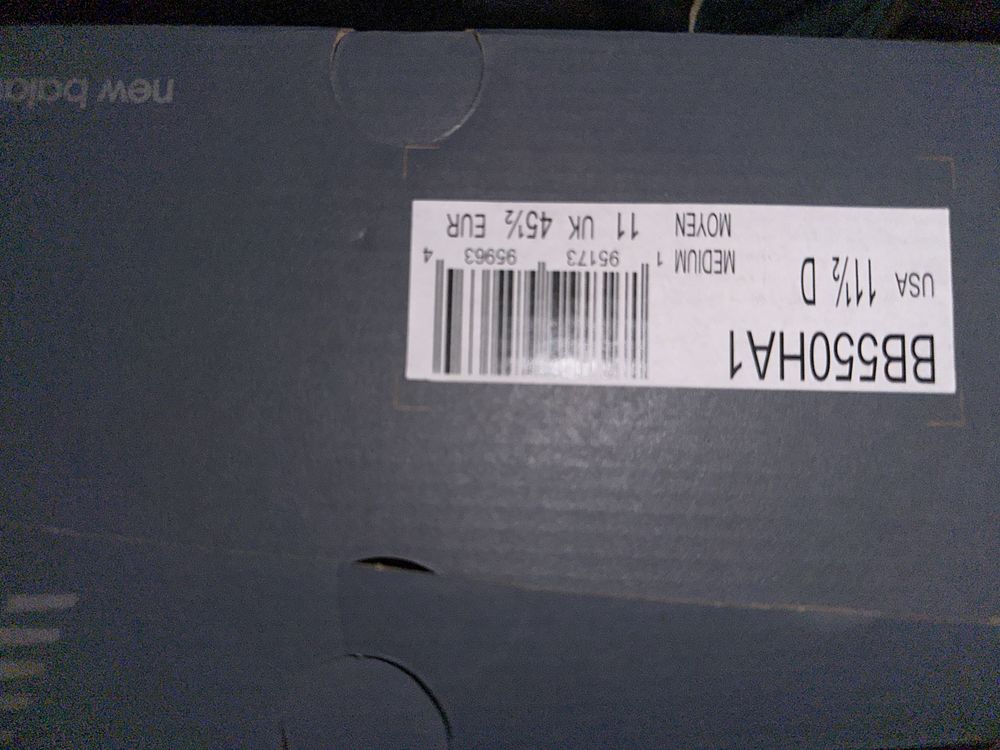 BB550HA1
USA 11½ D
MEDIUM 1 95173 95963 4
MOYEN 11 UK 45½ EUR
new